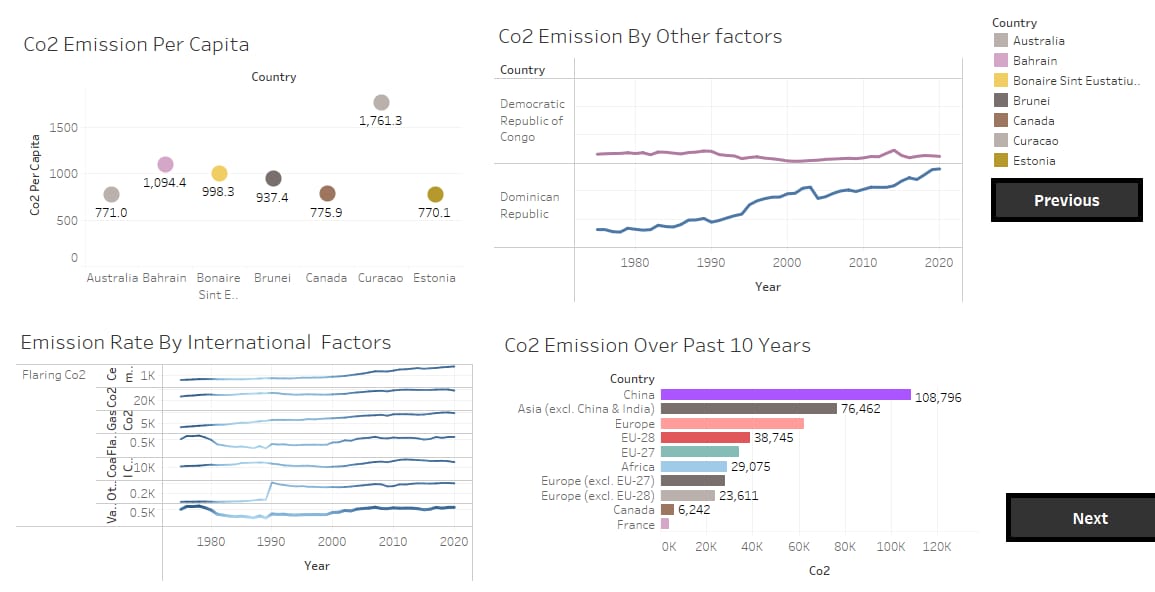 Co2 Emission Per Capita
Country
Co2 Per Capita
1500
1000
500
0
1,761.3
1,094.4
998.3
937.4
771.0
775.9
770.1
Australia Bahrain Bonaire Brunei Canada Curacao Estonia
Sint E..
Co2 Emission By Other factors
Country
Democratic
Republic of
Congo
Dominican
Republic
1980 1990 2000 2010 2020
Year
Country
Australia
Bahrain
Bonaire Sint Eustatiu..
Brunei
Canada
Curacao
Estonia
Previous
Emission Rate By International Factors
Flaring Co2
Ce
E.. 1K
Co2 20K
Gas
Co2 5K
Fla.. 0.5K
Coa
l C.. 10K
Ot.. 0.2K
Va.. 0.5K
1980 1990 2000 2010 2020
Year
Co2 Emission Over Past 10 Years
Country
China 108,796
Asia (excl. China & India) 76,462
Europe
EU-28 38,745
EU-27
Africa 29,075
Europe (excl. EU-27)
Europe (excl. EU-28) 23,611
Canada 6,242
France
0K 20K 40K 60K 80K 100K 120K
Co2
Next